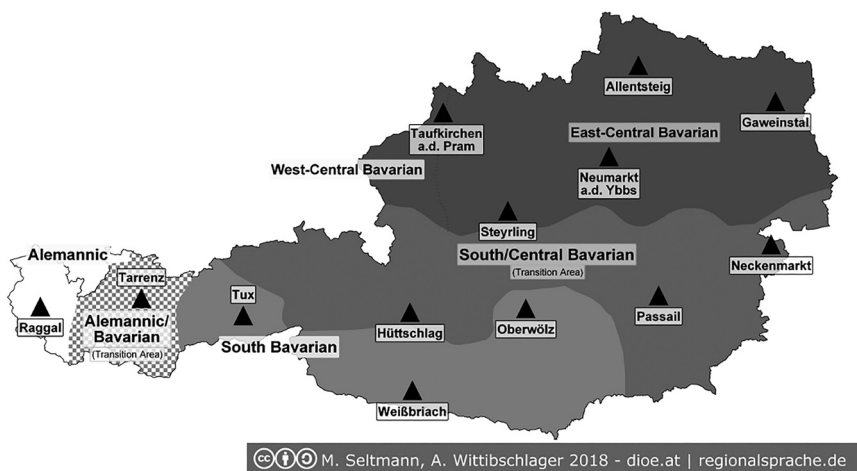 Allentsteig
Gaweinstal
Taufkirchen
a.d. Pram
East-Central Bavarian
West-Central Bavarian
Neumarkt
a.d. Ybbs
Steyrling
South/Central Bavarian
(Transition Area)
Neckenmarkt
Alemannic
Tarrenz
Tux
Raggal
Alemannic/
Bavarian
(Transition Area)
South Bavarian
Hüttschlag
Oberwölz
Passail
Weißbriach
cc M. Seltmann, A. Wittibschlager 2018 - dioe.at | regionalsprache.de